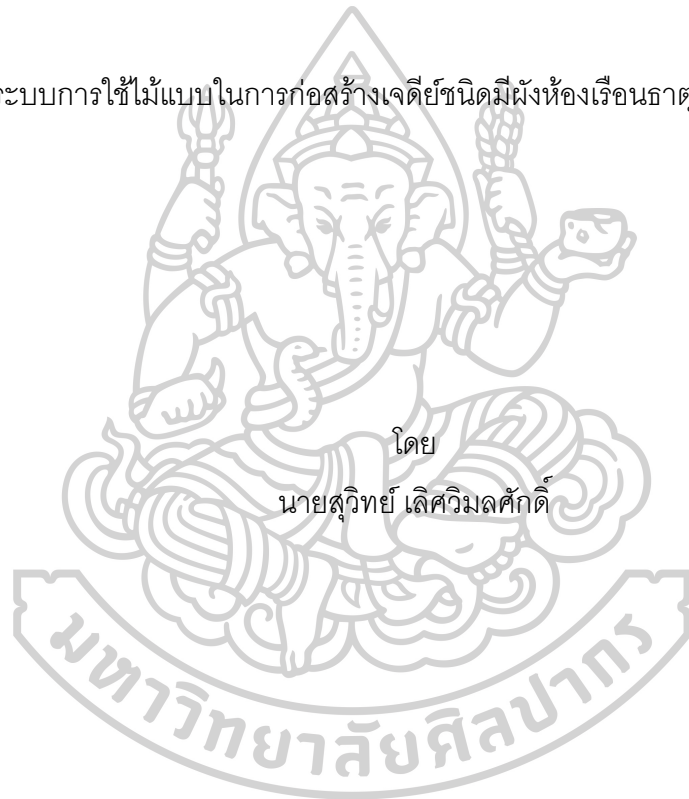 ระบบการใช้ไม้แบบในการก่อสร้างเจดีย์ชนิดมีผังห้องเรือนธาตุ
โดย
นายสุวิทย์ เลิศวิมลศักดิ์
มหาวิทยาลัยศิลปากร